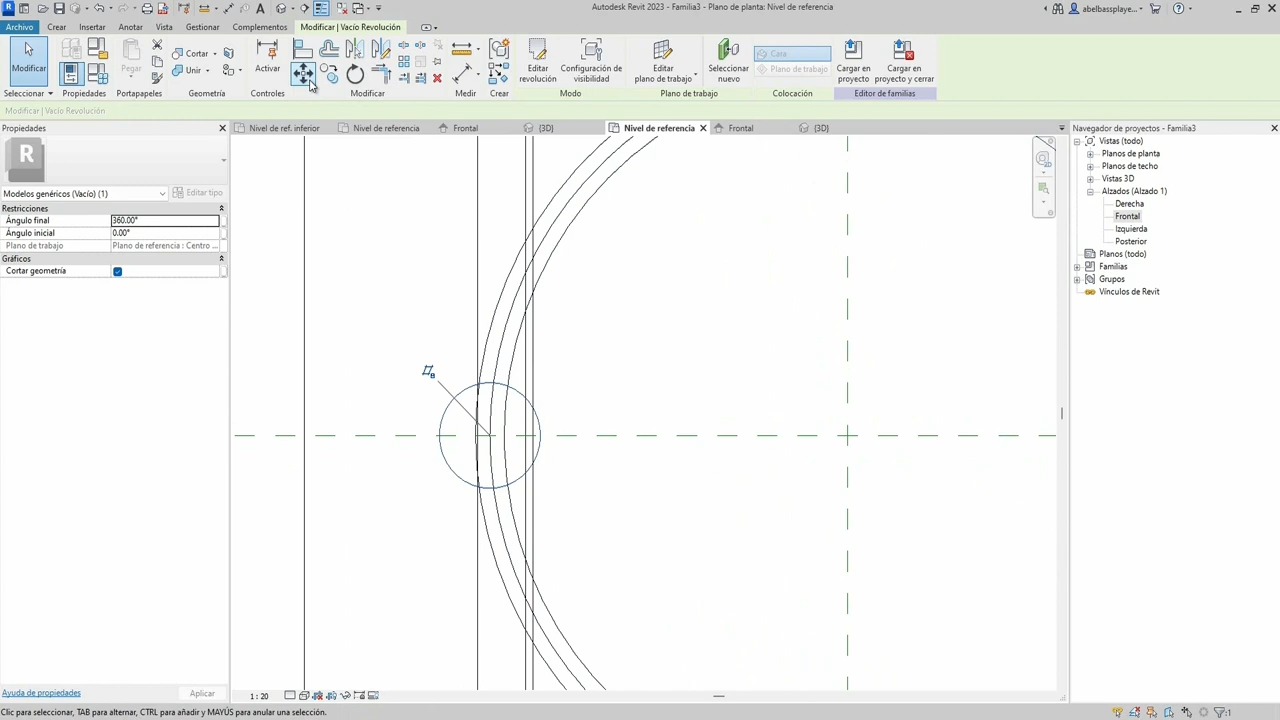 Autodesk Revit 2023 - Familia3 - Plano de planta: Nivel de referencia
abelbassplaye...
Archivo
Crear
Insertar
Anotar
Vista
Gestionar
Complementos
Modificar | Vacío Revolución
Modificar
Pegar
Cortar
Unir
Activar
Editar revolución
Configuración de visibilidad
Editar plano de trabajo
Seleccionar nuevo
Cara
Plano de trabajo
Cargar en proyecto
Cargar en proyecto y cerrar
Seleccionar
Propiedades
Portapapeles
Geometría
Controles
Modificar
Medir
Crear
Modo
Plano de trabajo
Colocación
Editor de familias
Modificar | Vacío Revolución
Propiedades
Nivel de ref. inferior
Nivel de referencia
Frontal
{3D}
Nivel de referencia
Frontal
{3D}
Navegador de proyectos - Familia3
R
Modelos genéricos (Vacío) (1)
Editar tipo
Restricciones
Ángulo final
360.00°
Ángulo inicial
0.00°
Plano de trabajo
Plano de referencia : Centro ...
Gráficos
Cortar geometría
2D
Vistas (todo)
Planos de planta
Planos de techo
Vistas 3D
Alzados (Alzado 1)
Derecha
Frontal
Izquierda
Posterior
Planos (todo)
Familias
Grupos
Vínculos de Revit
Ayuda de propiedades
Aplicar
1 : 20
Clic para seleccionar, TAB para alternar, CTRL para añadir y MAYÚS para anular una selección.
:1